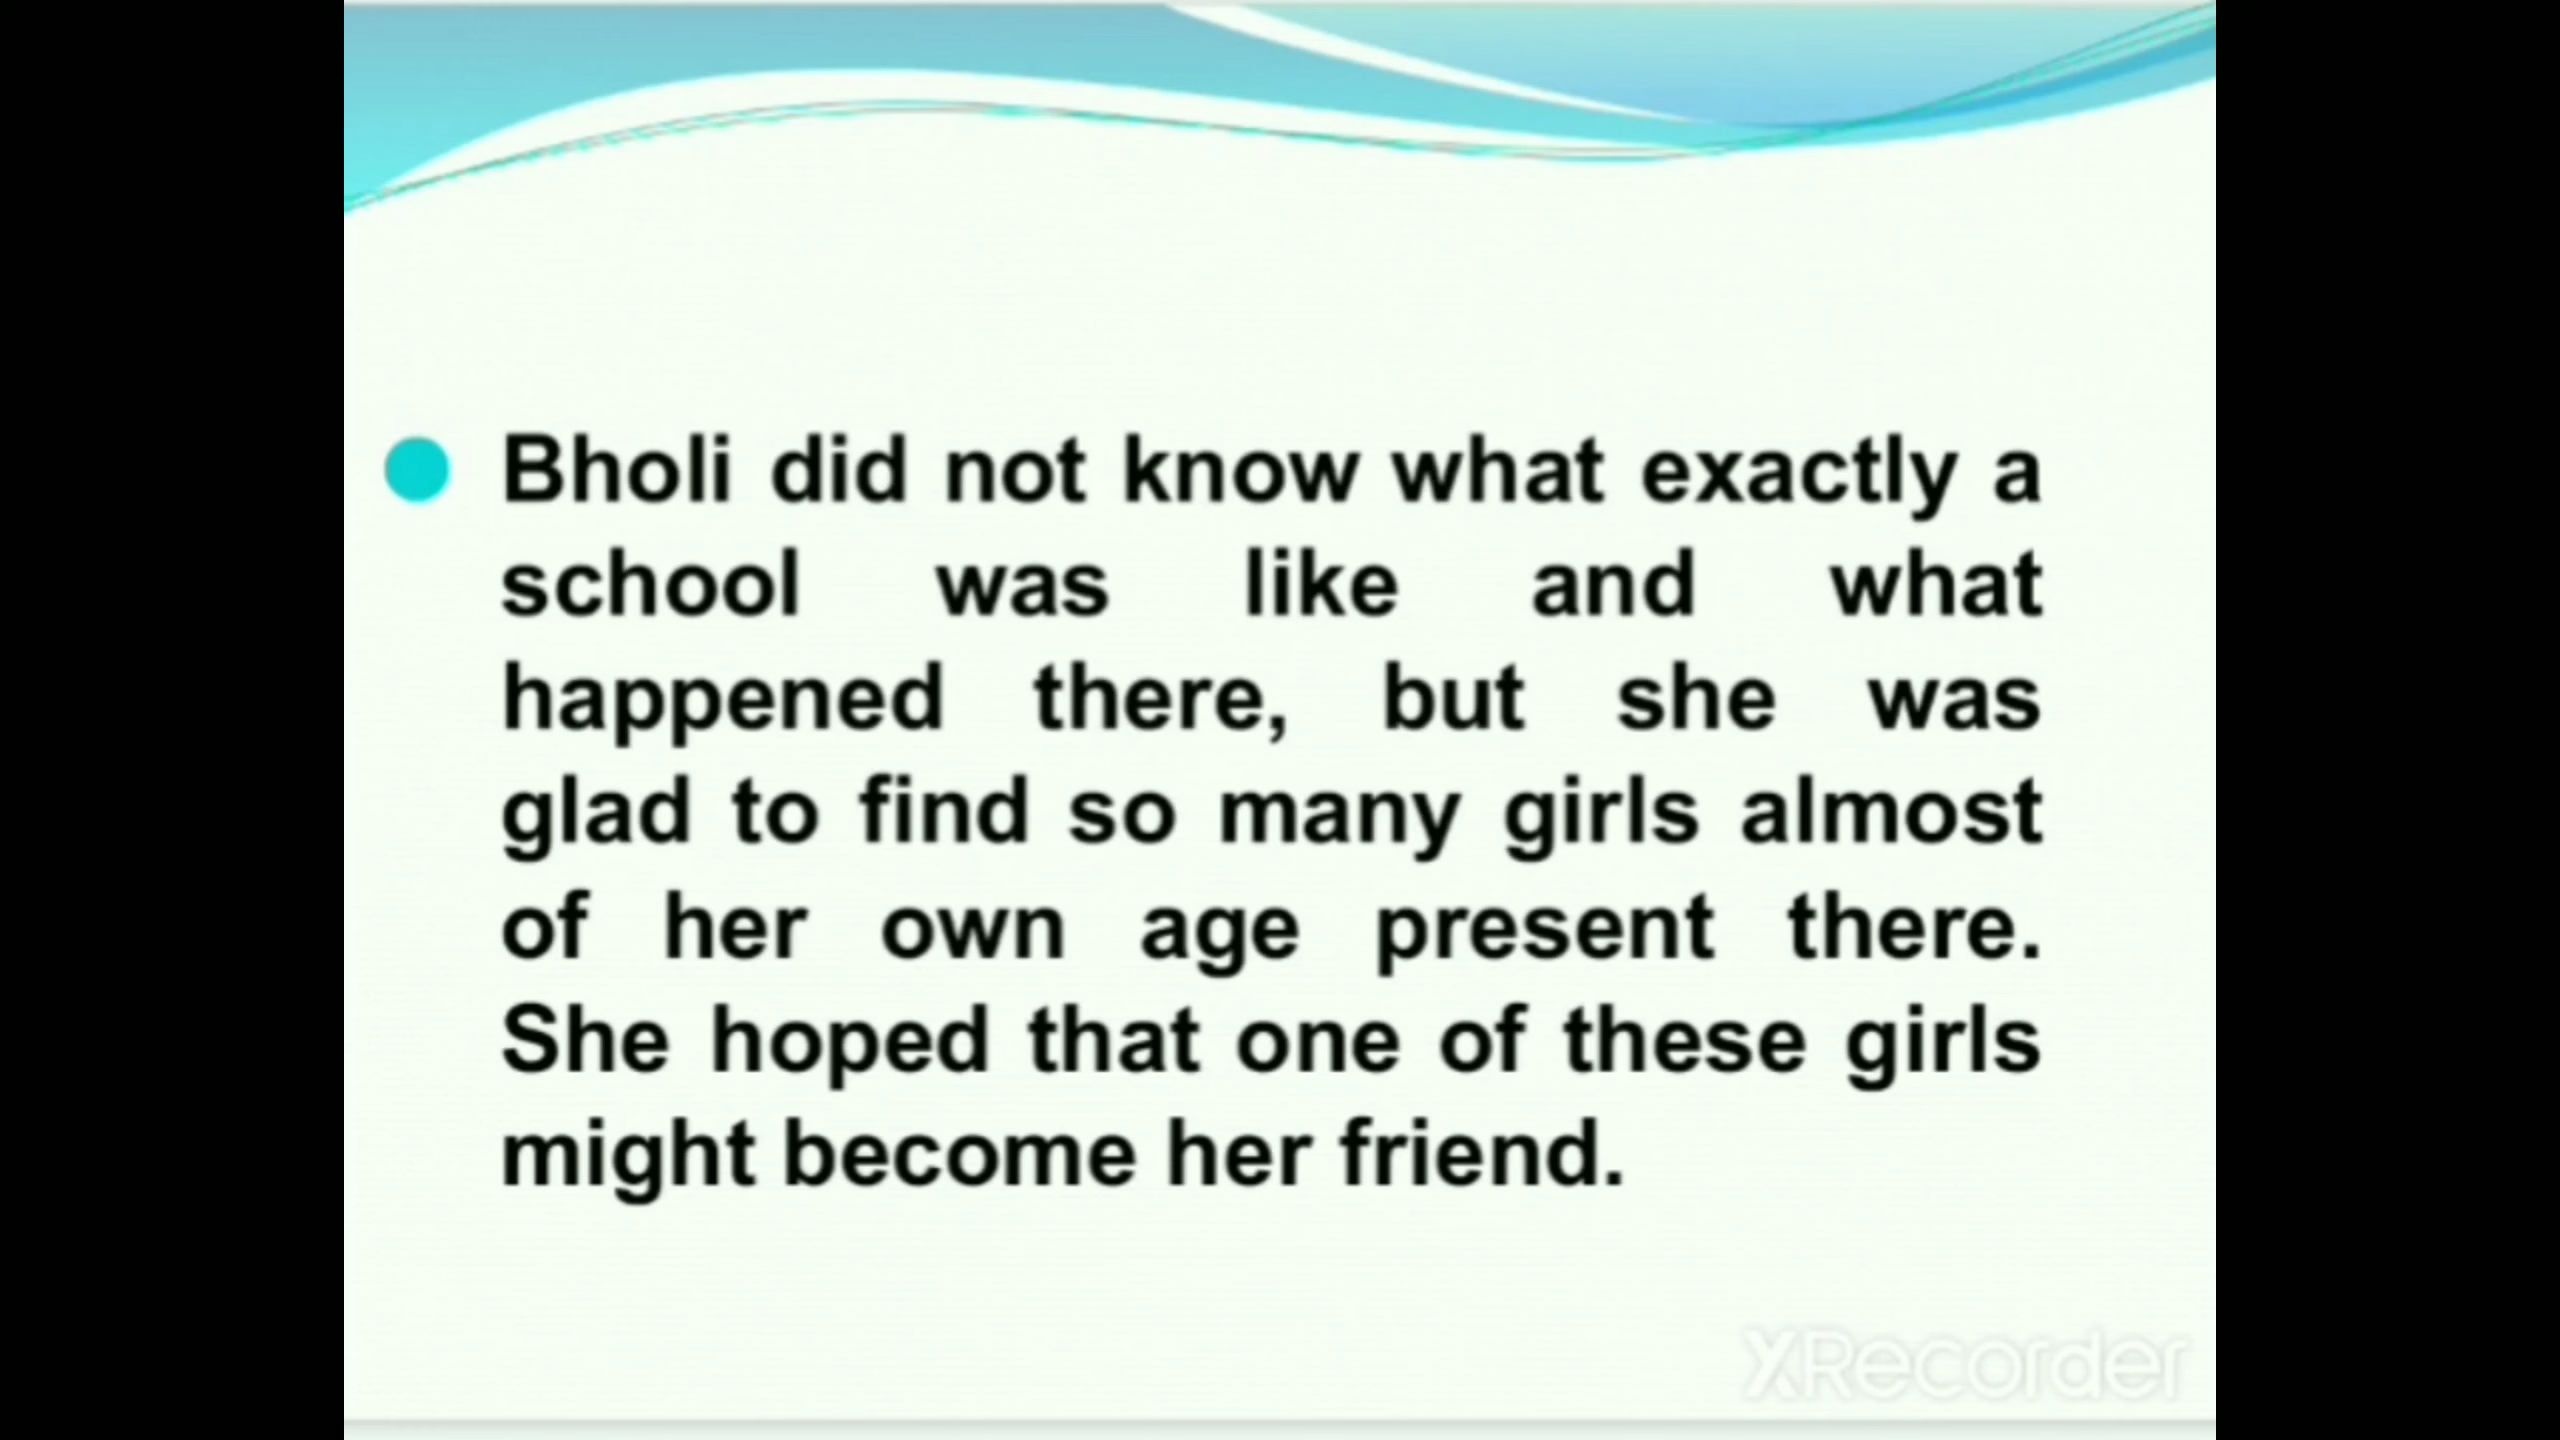 Bholi did not know what exactly a
school was like and what
happened there, but she was
glad to find so many girls almost
of her own age present there.
She hoped that one of these girls
might become her friend.
XRecorder